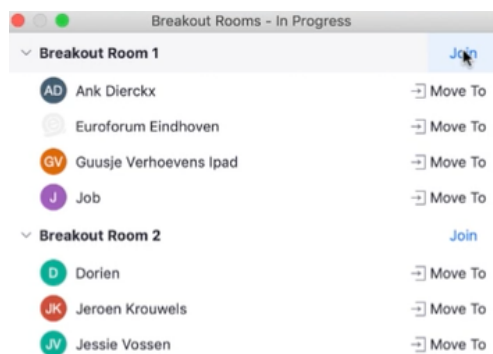 Breakout Rooms - In Progress
Breakout Room 1 Join
AD Ank Dierckx Move To
Euroforum Eindhoven Move To
GV Guusje Verhoevens Ipad Move To
J Job Move To
Breakout Room 2 Join
D Dorien Move To
JK Jeroen Krouwels Move To
JV Jessie Vossen Move To